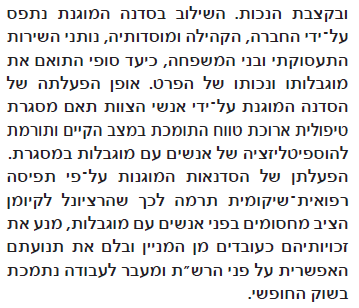 ובקצבת הנכות. השילוב בסדנה המוגנת נתפס
על־ידי החברה, הקהילה ומוסדותיה, נותני השירות
התעסוקתי ובני המשפחה, כיעד סופי התואם את
מוגבלותו ונכותו של הפרט. אופן הפעלתה של
הסדנה המוגנת על־ידי אנשי הצוות תאם מסגרת
טיפולית ארוכת טווח התומכת במצב הקיים ותורמת
להוספיטליזציה של אנשים עם מוגבלות במסגרת.
הפעלתן של הסדנאות המוגנות על־פי תפיסה
רפואית־שיקומית תרמה לכך שהרציונל לקיומן
הציב מחסומים בפני אנשים עם מוגבלות, מנע את
זכויותיהם כעובדים מן המניין ובלם את תנועתם
האפשרית על פני הרש״ת ומעבר לעבודה נתמכת
בשוק החופשי.